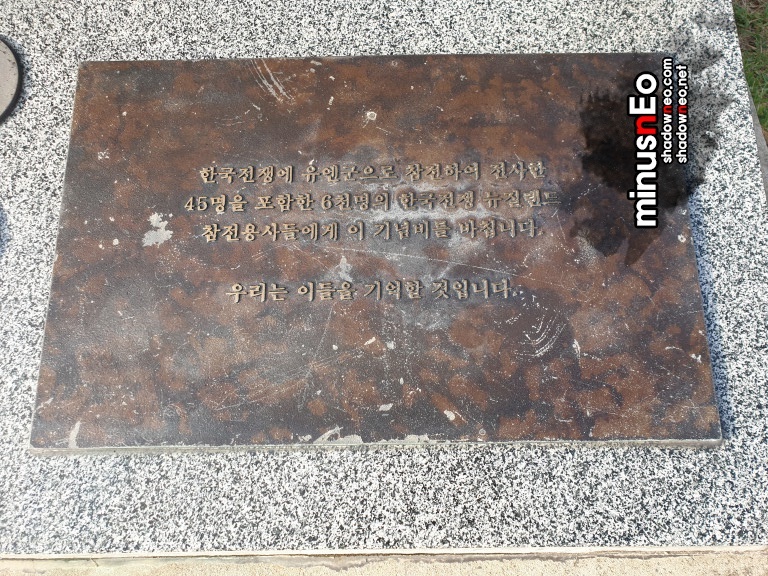 한국전쟁에 유엔군으로 참전하여 전사한
45명을 포함한 6천명의 한국전쟁 뉴질랜드
참전용사들에게 이 기념비를 바칩니다.
우리는 이들을 기억할 것입니다.
minusnEo
shadowneo.com
shadowneo.net